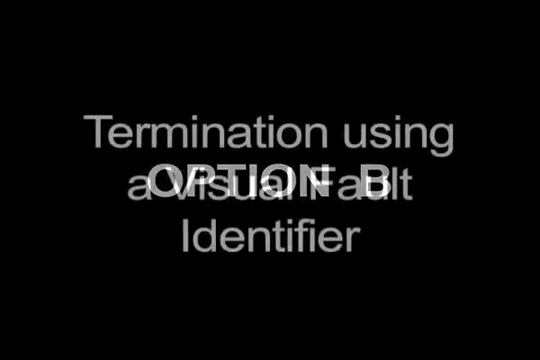 Termination using
a Visual Fault
OPTION B
Identifier